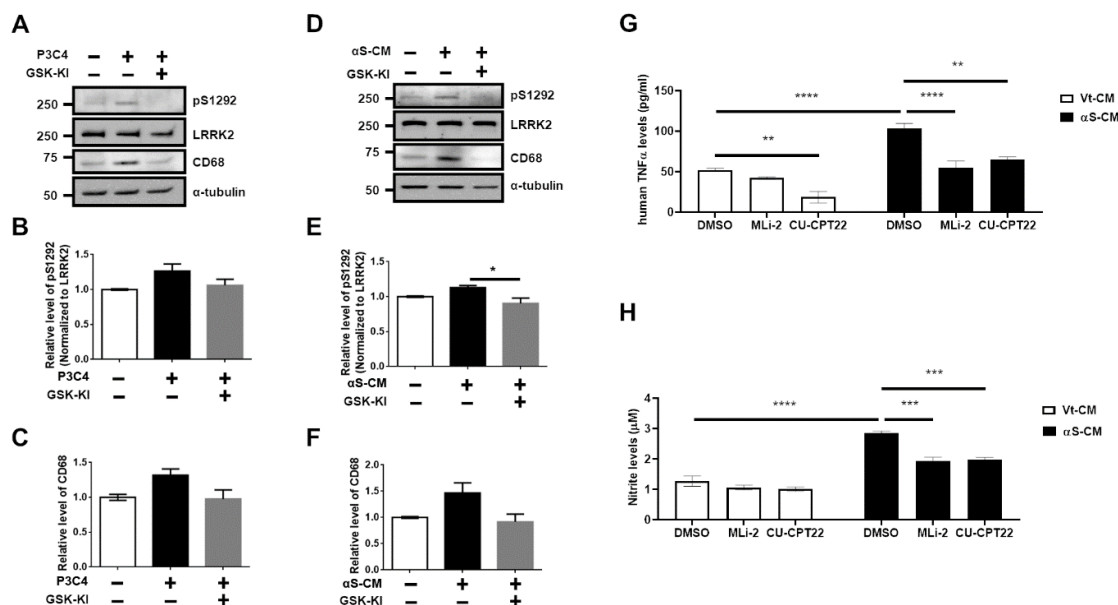 A
P3C4 − + +
GSK-KI − − +
250 pS1292
250 LRRK2
75 CD68
50 α-tubulin
B
Relative level of pS1292
(Normalized to LRRK2)
1.5
1.0
0.5
0.0
P3C4 − + +
GSK-KI − − +
C
Relative level of CD68
2.0
1.5
1.0
0.5
0.0
P3C4 − + +
GSK-KI − − +
D
αS-CM − + +
GSK-KI − − +
250 pS1292
250 LRRK2
75 CD68
50 α-tubulin
E
Relative level of pS1292
(Normalized to LRRK2)
1.5
1.0
0.5
0.0
*
αS-CM − + +
GSK-KI − − +
F
Relative level of CD68
2.0
1.5
1.0
0.5
0.0
αS-CM − + +
GSK-KI − − +
G
human TNFα levels (pg/ml)
150
100
50
0
**
**** ****
**
DMSO MLi-2 CU-CPT22 DMSO MLi-2 CU-CPT22
Vt-CM
αS-CM
H
Nitrite levels (μM)
4
3
2
1
0
***
**** ***
DMSO MLi-2 CU-CPT22 DMSO MLi-2 CU-CPT22
Vt-CM
αS-CM